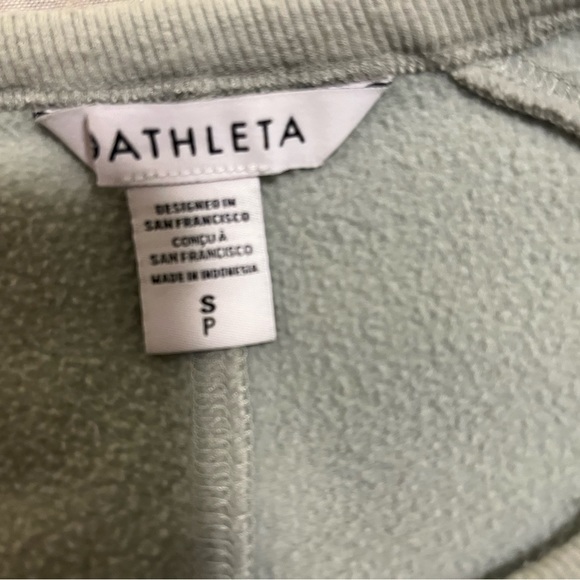 ATHLETA
DESIGNED IN
SAN FRANCISCO
CONÇU À
SAN FRANCISCO
MADE IN INDONESIA
S
P